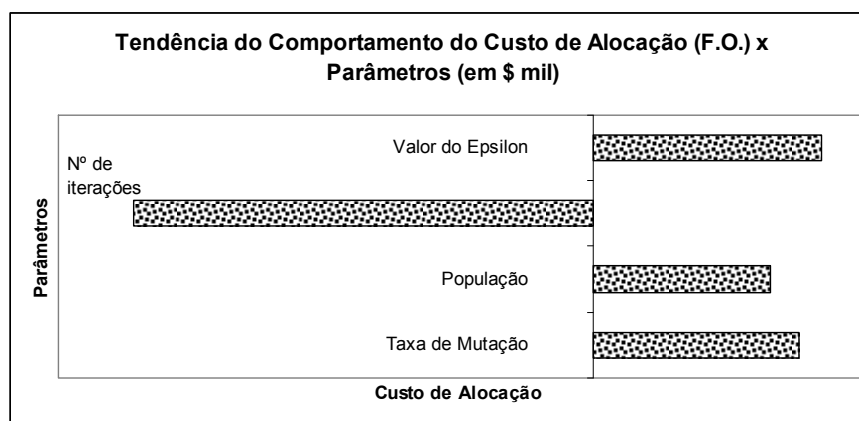 Tendência do Comportamento do Custo de Alocação (F.O.) x
Parâmetros (em $ mil)
Parâmetros
Valor do Epsilon
Nº de
iterações
População
Taxa de Mutação
Custo de Alocação